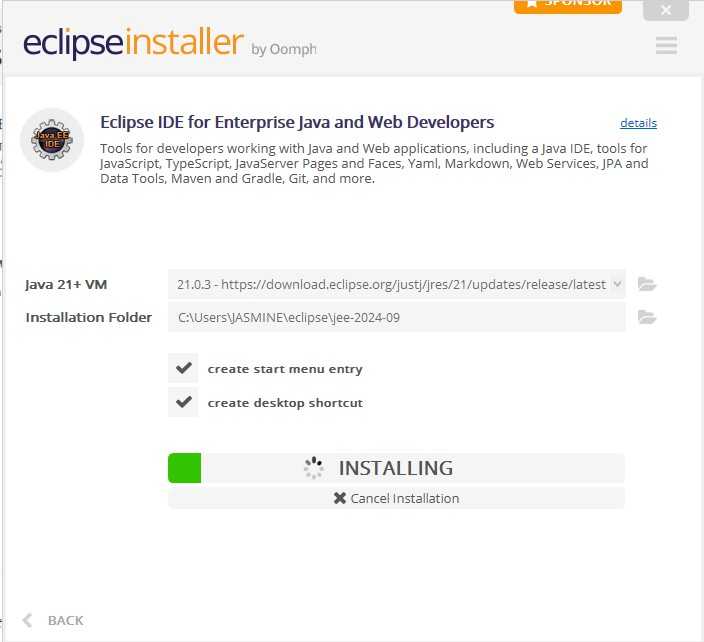 SPONSOR
eclipseinstaller by Oomph
Java EE
IDE
Eclipse IDE for Enterprise Java and Web Developers
details
Tools for developers working with Java and Web applications, including a Java IDE, tools for
JavaScript, TypeScript, JavaServer Pages and Faces, Yaml, Markdown, Web Services, JPA and
Data Tools, Maven and Gradle, Git, and more.
Java 21+ VM
21.0.3 - https://download.eclipse.org/justj/jres/21/updates/release/latest
Installation Folder
C:\Users\JASMINE\eclipse\jee-2024-09
create start menu entry
create desktop shortcut
INSTALLING
Cancel Installation
BACK